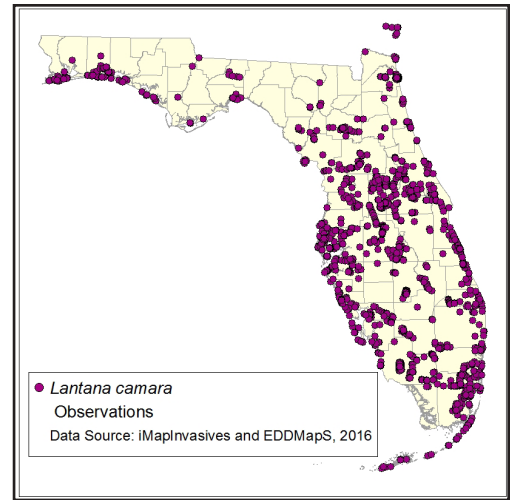 Lantana camara
Observations
Data Source: iMapInvasives and EDDMapS, 2016